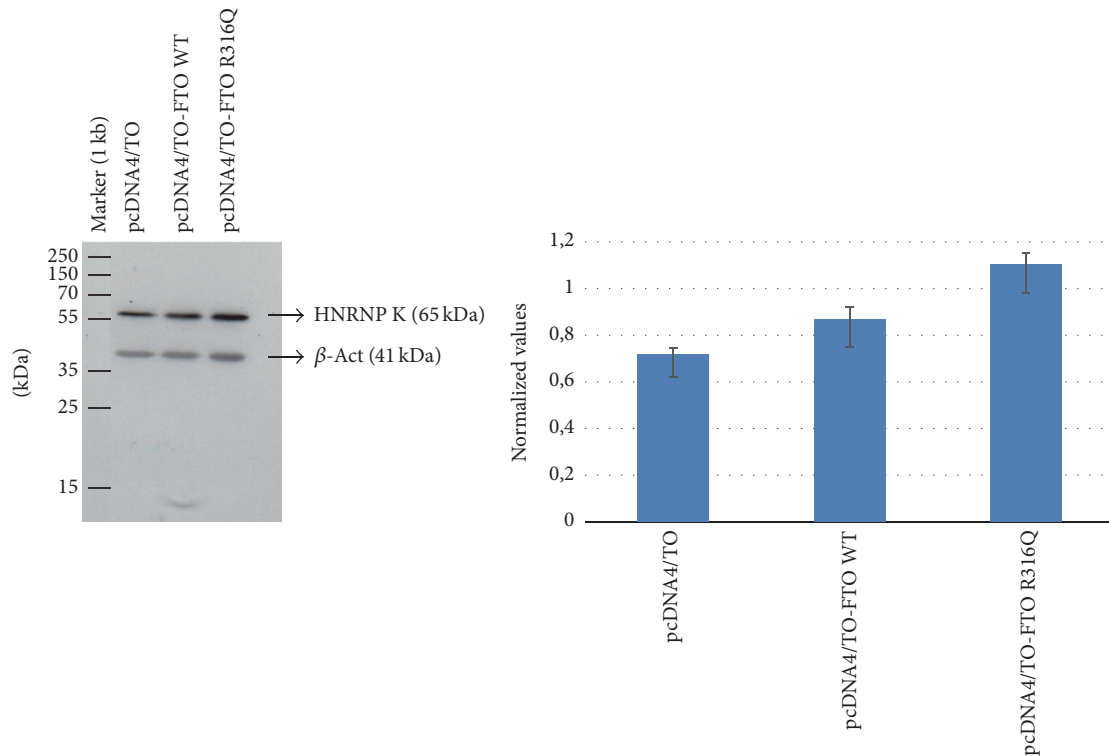 Marker (1 kb)
pcDNA4/TO
pcDNA4/TO-FTO WT
pcDNA4/TO-FTO R316Q
250
150
70
55
35
25
15
(kDa)
HNRNP K (65 kDa)
β-Act (41 kDa)
Normalized values
1,2
1
0,8
0,6
0,4
0,2
0
pcDNA4/TO
pcDNA4/TO-FTO WT
pcDNA4/TO-FTO R316Q